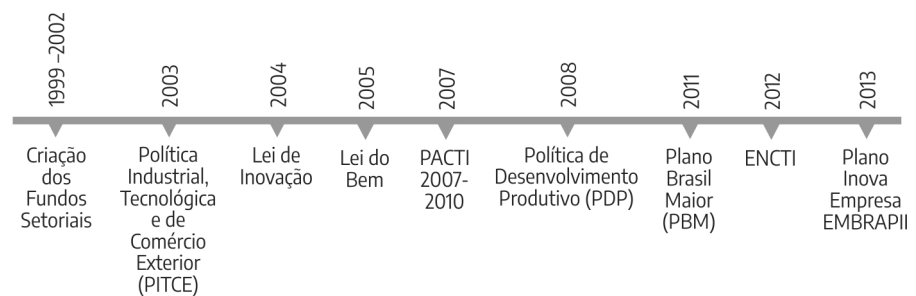 1999 –2002
2003
2004
2005
2007
2008
2011
2012
2013
Criação
dos
Fundos
Setoriais
Política
Industrial,
Tecnológica
e de
Comércio
Exterior
(PITCE)
Lei de
Inovação
Lei do
Bem
PACTI
2007-
2010
Política de
Desenvolvimento
Produtivo (PDP)
Plano
Brasil
Maior
(PBM)
ENCTI
Plano
Inova
Empresa
EMBRAPII